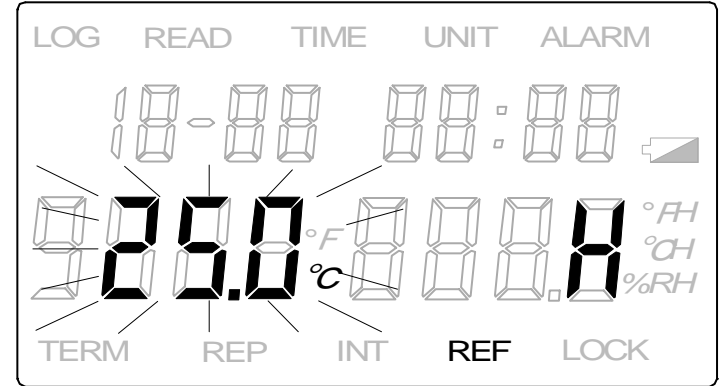 LOG READ TIME UNIT ALARM
18-88 88:88
25.0 °F °C 888.H °FH °CH %RH
TERM REP INT REF LOCK